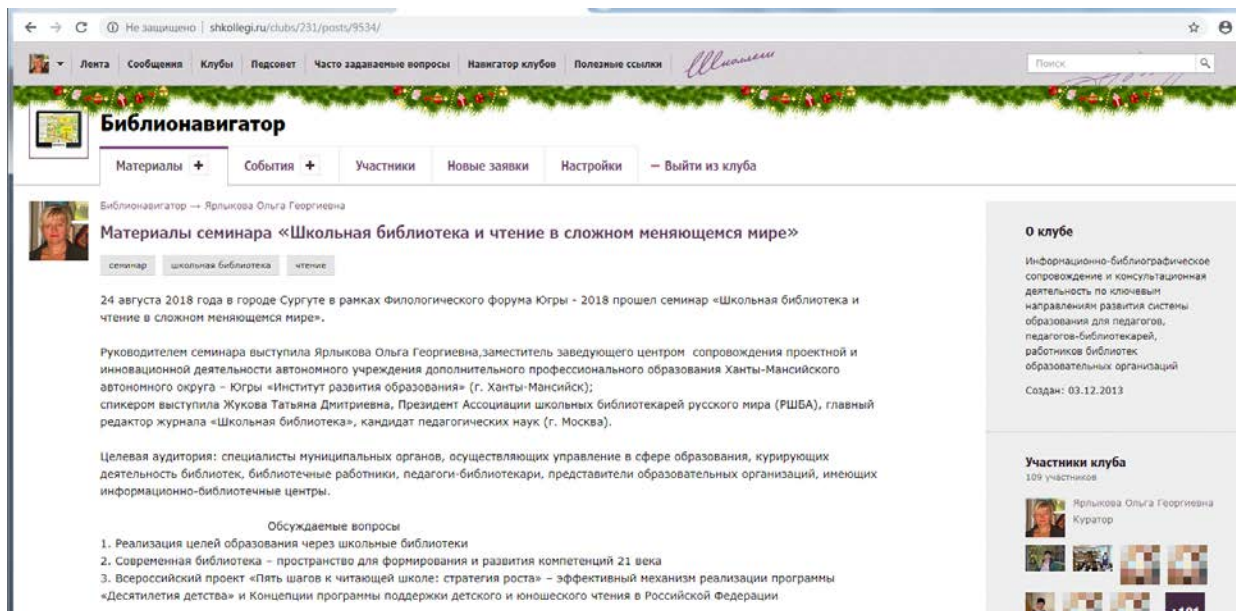 Не защищено | shkollegi.ru/clubs/231/posts/9534/
Лента Сообщения Клубы Педсовет Часто задаваемые вопросы Навигатор клубов Полезные ссылки Школлеги Поиск
Библионавигатор
Материалы + События + Участники Новые заявки Настройки — Выйти из клуба
Библионавигатор → Ярлыкова Ольга Георгиевна
Материалы семинара «Школьная библиотека и чтение в сложном меняющемся мире»
семинар школьная библиотека чтение
24 августа 2018 года в городе Сургуте в рамках Филологического форума Югры - 2018 прошел семинар «Школьная библиотека и
чтение в сложном меняющемся мире».
Руководителем семинара выступила Ярлыкова Ольга Георгиевна,заместитель заведующего центром сопровождения проектной и
инновационной деятельности автономного учреждения дополнительного профессионального образования Ханты-Мансийского
автономного округа – Югры «Институт развития образования» (г. Ханты-Мансийск);
спикером выступила Жукова Татьяна Дмитриевна, Президент Ассоциации школьных библиотекарей русского мира (РШБА), главный
редактор журнала «Школьная библиотека», кандидат педагогических наук (г. Москва).
Целевая аудитория: специалисты муниципальных органов, осуществляющих управление в сфере образования, курирующих
деятельность библиотек, библиотечные работники, педагоги-библиотекари, представители образовательных организаций, имеющих
информационно-библиотечные центры.
Обсуждаемые вопросы
1. Реализация целей образования через школьные библиотеки
2. Современная библиотека – пространство для формирования и развития компетенций 21 века
3. Всероссийский проект «Пять шагов к читающей школе: стратегия роста» – эффективный механизм реализации программы
«Десятилетия детства» и Концепции программы поддержки детского и юношеского чтения в Российской Федерации
О клубе
Информационно-библиографическое
сопровождение и консультационная
деятельность по ключевым
направлениям развития системы
образования для педагогов,
педагогов-библиотекарей,
работников библиотек
образовательных организаций
Создан: 03.12.2013
Участники клуба
109 участников
Ярлыкова Ольга Георгиевна
Куратор